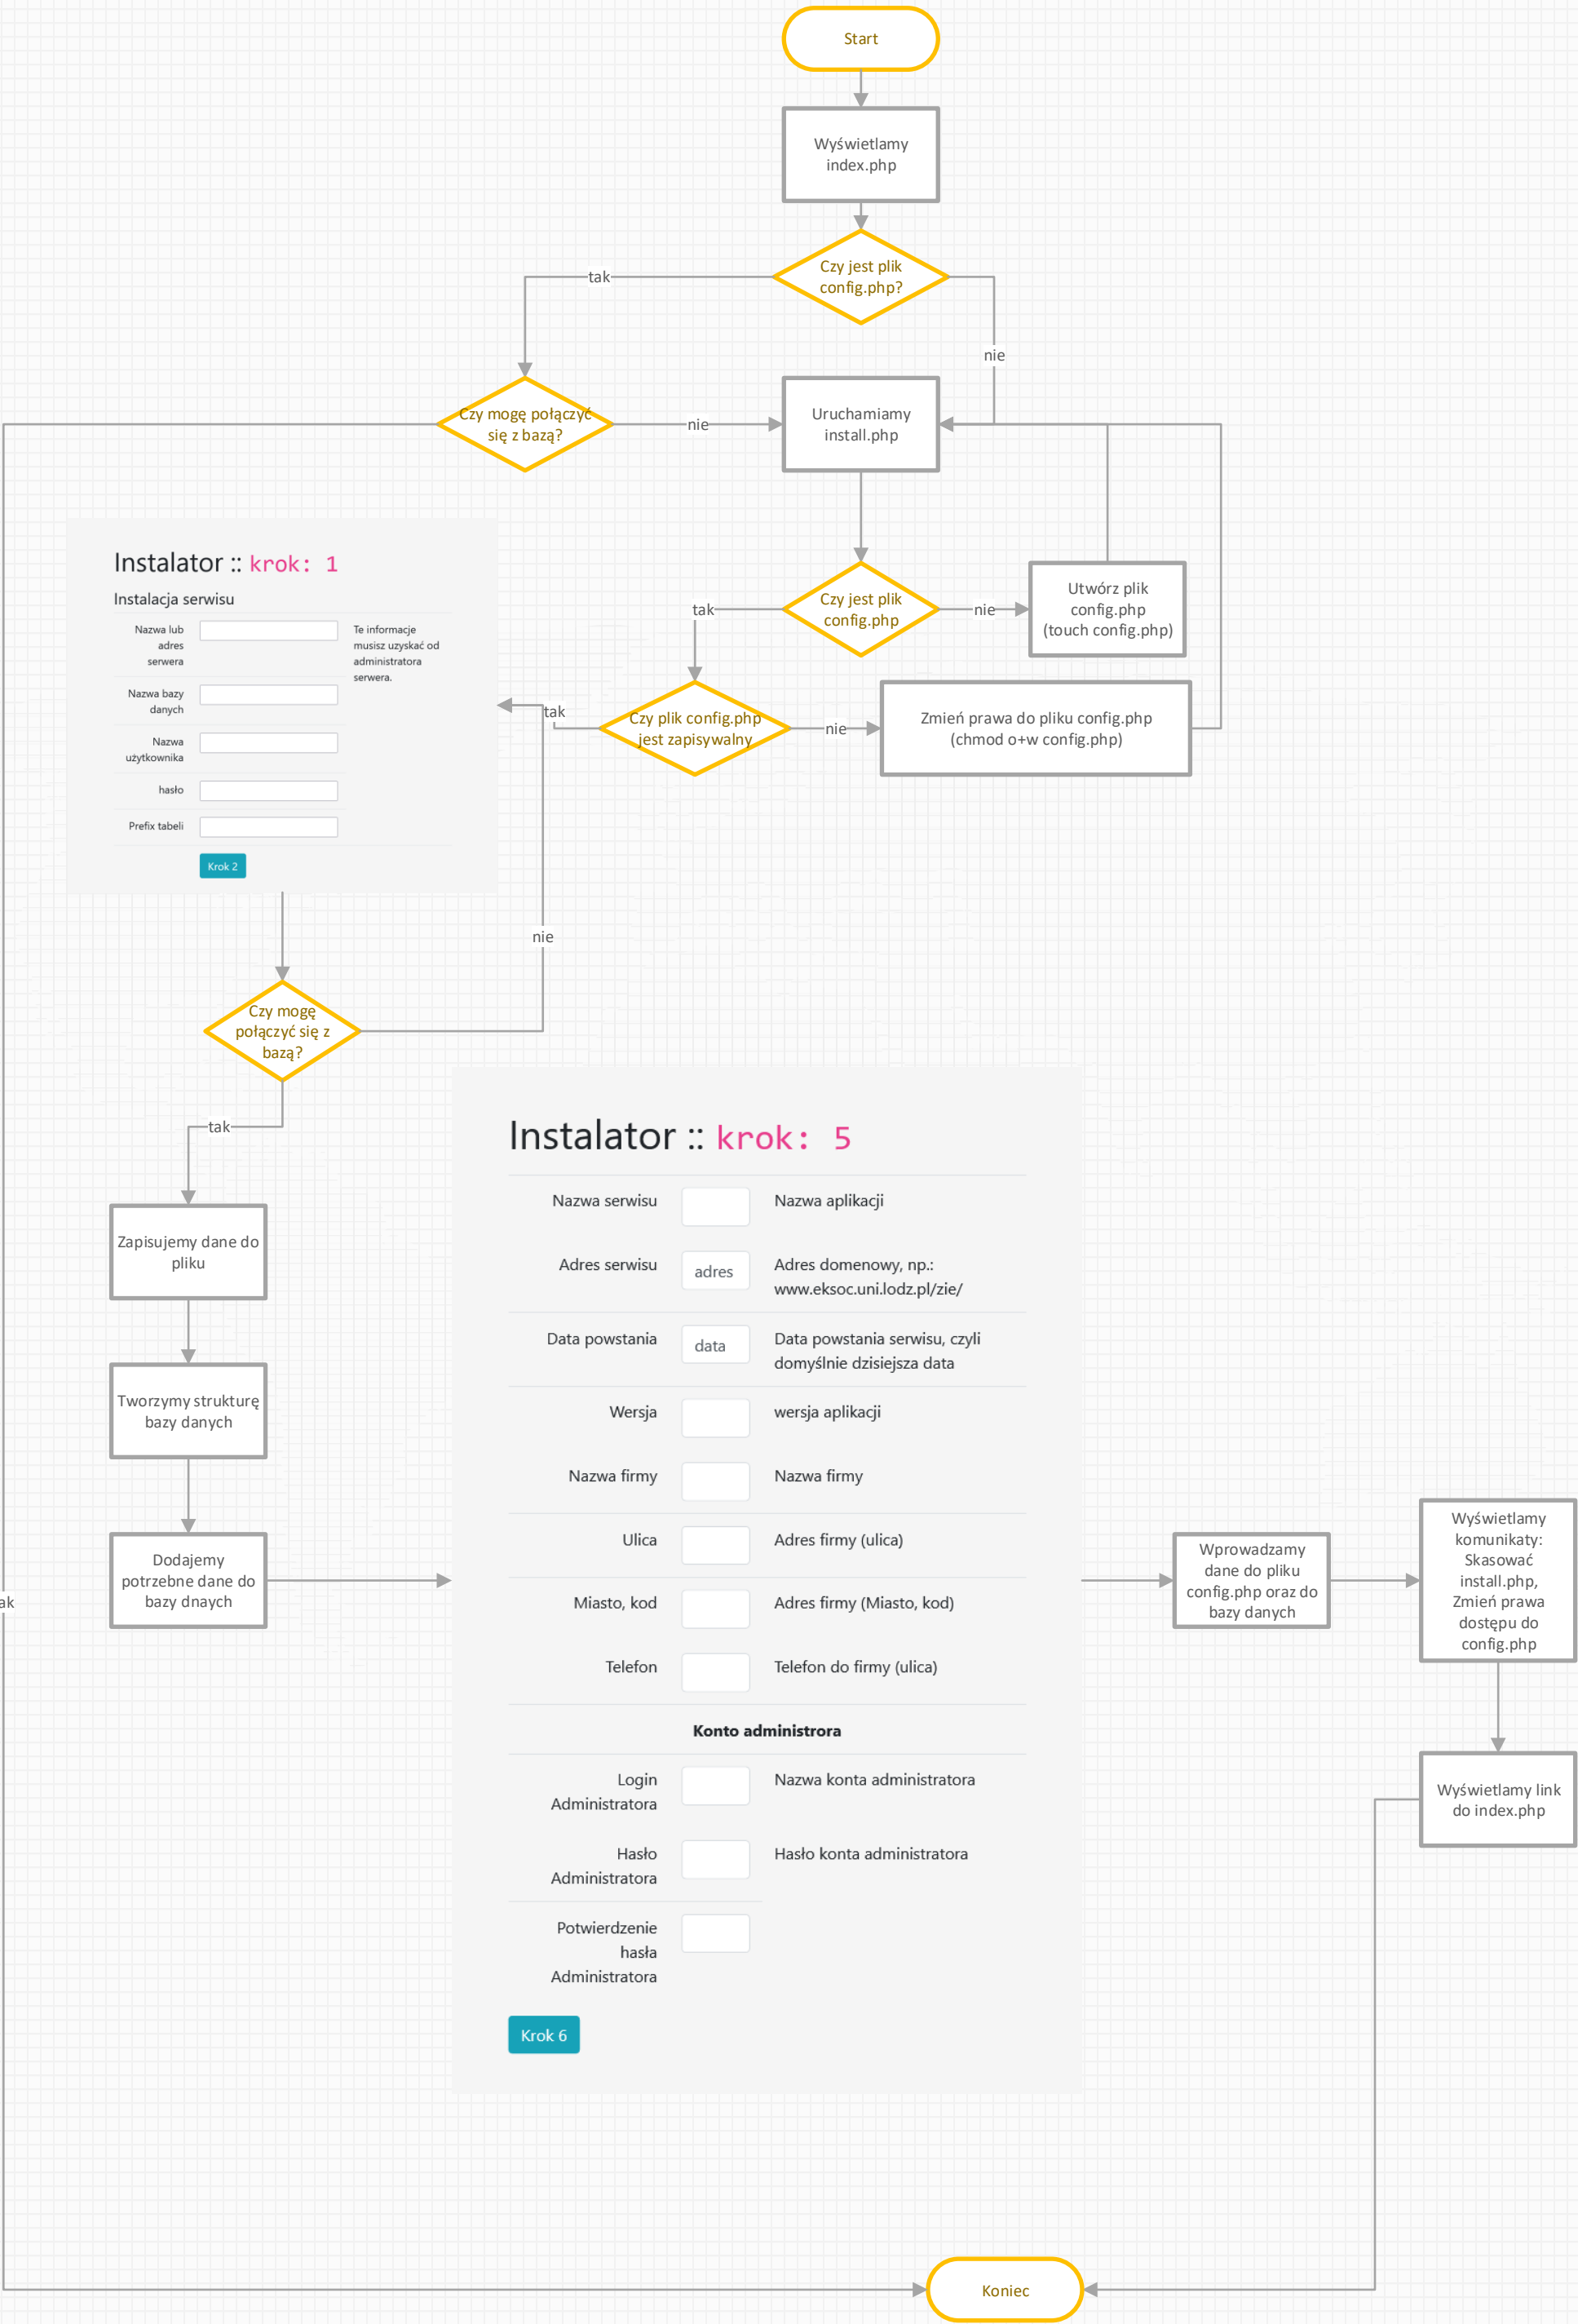 Start
Wyświetlamy
index.php
Czy jest plik
config.php?
tak
nie
Czy mogę połączyć
się z bazą?
nie
Uruchamiamy
install.php
Instalator :: krok: 1
Instalacja serwisu
Nazwa lub
adres
serwera
Te informacje
musisz uzyskać od
administratora
serwera.
Nazwa bazy
danych
Nazwa
użytkownika
hasło
Prefix tabeli
Krok 2
Czy jest plik
config.php
tak
nie
Utwórz plik
config.php
(touch config.php)
Czy plik config.php
jest zapisywalny
tak
nie
Zmień prawa do pliku config.php
(chmod o+w config.php)
nie
Czy mogę
połączyć się z
bazą?
tak
Zapisujemy dane do
pliku
Tworzymy strukturę
bazy danych
Dodajemy
potrzebne dane do
bazy dnaych
ak
Instalator :: krok: 5
Nazwa serwisu Nazwa aplikacji
Adres serwisu adres Adres domenowy, np.:
www.eksoc.uni.lodz.pl/zie/
Data powstania data Data powstania serwisu, czyli
domyślnie dzisiejsza data
Wersja wersja aplikacji
Nazwa firmy Nazwa firmy
Ulica Adres firmy (ulica)
Miasto, kod Adres firmy (Miasto, kod)
Telefon Telefon do firmy (ulica)
Konto administrora
Login
Administratora
Nazwa konta administratora
Hasło
Administratora
Hasło konta administratora
Potwierdzenie
hasła
Administratora
Krok 6
Wprowadzamy
dane do pliku
config.php oraz do
bazy danych
Wyświetlamy
komunikaty:
Skasować
install.php,
Zmień prawa
dostępu do
config.php
Wyświetlamy link
do index.php
Koniec